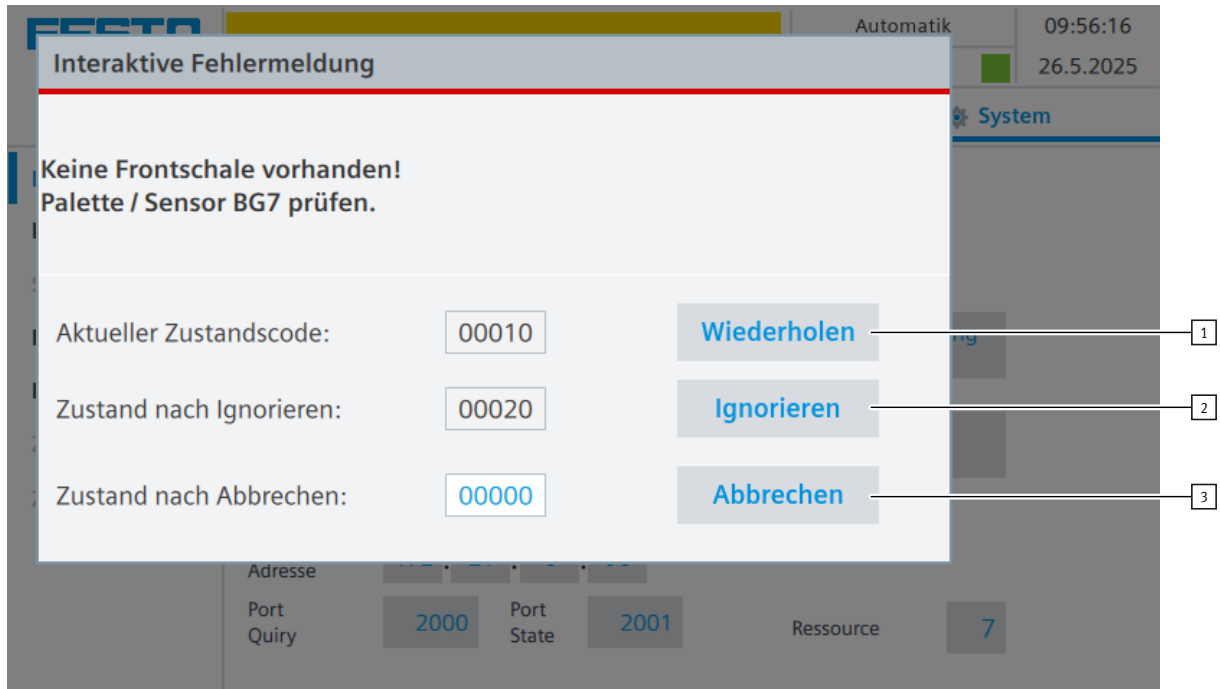 FESTO
Automatik 09:56:16
Interaktive Fehlermeldung
26.5.2025
System
Keine Frontschale vorhanden!
Palette / Sensor BG7 prüfen.
Aktueller Zustandscode: 00010 Wiederholen 1
Zustand nach Ignorieren: 00020 Ignorieren 2
Zustand nach Abbrechen: 00000 Abbrechen 3
Adresse
Port Quiry 2000 Port State 2001 Ressource 7